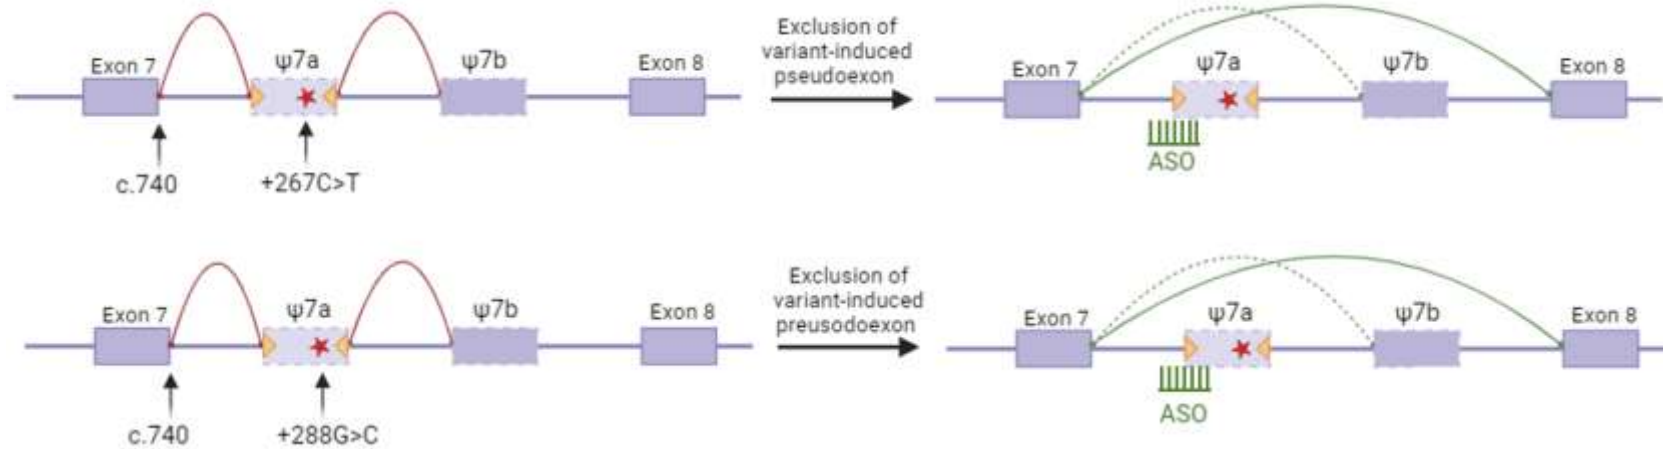 Exon 7
ψ7a
ψ7b
Exon 8
c.740
+267C>T
Exclusion of
variant-induced
pseudoexon
Exon 7
ψ7a
ψ7b
Exon 8
ASO
Exon 7
ψ7a
ψ7b
Exon 8
c.740
+288G>C
Exclusion of
variant-induced
preusodoexon
Exon 7
ψ7a
ψ7b
Exon 8
ASO